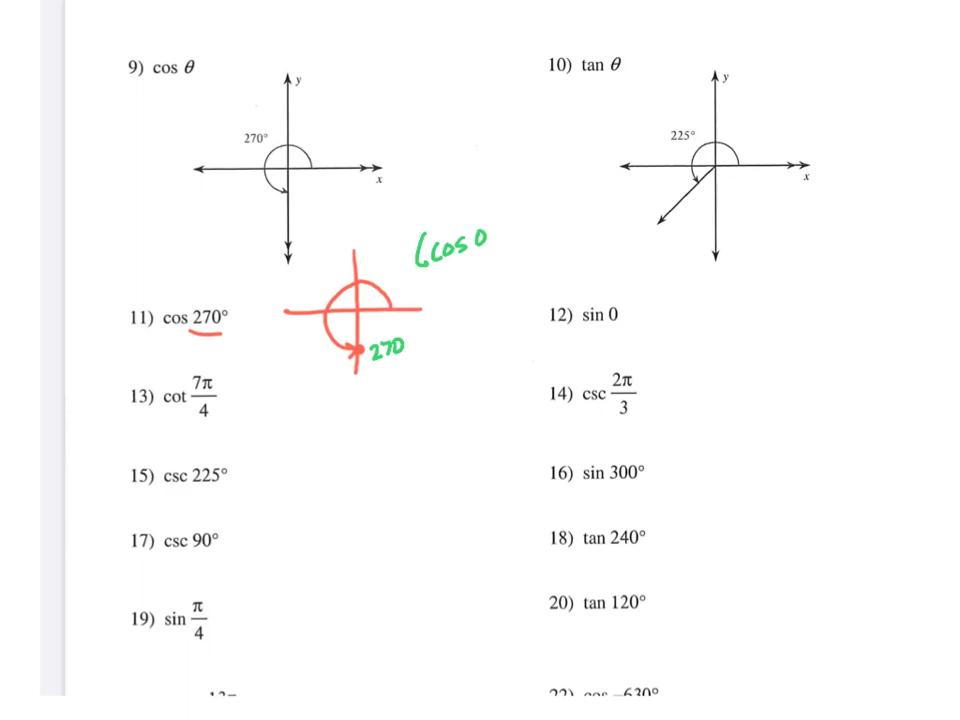 9) cos θ
10) tan θ
y
270°
x
y
225°
x
(cos θ
11) cos 270°
270
12) sin 0
13) cot 7π/4
14) csc 2π/3
15) csc 225°
16) sin 300°
17) csc 90°
18) tan 240°
19) sin π/4
20) tan 120°